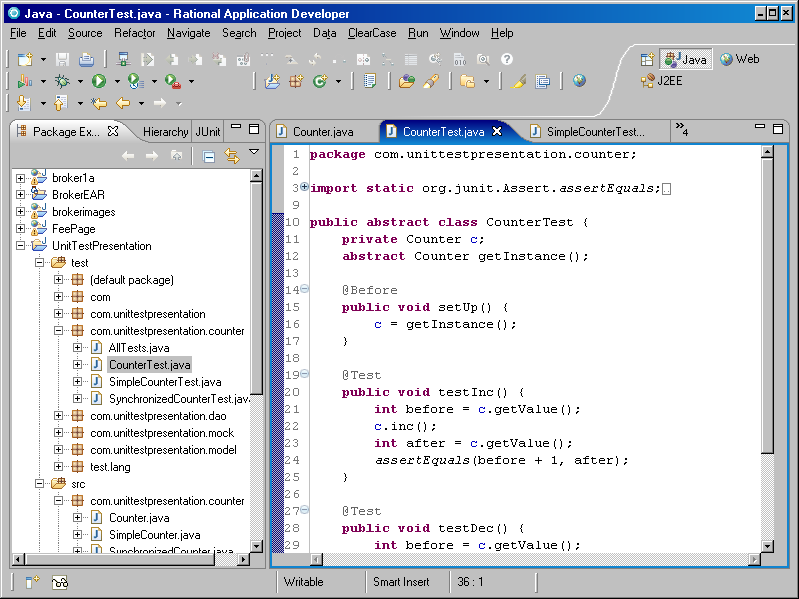 Java - CounterTest.java - Rational Application Developer
File Edit Source Refactor Navigate Search Project Data ClearCase Run Window Help
Java Web
J2EE
Package Ex... Hierarchy JUnit
Counter.java CounterTest.java SimpleCounterTest... »4
broker1a
BrokerEAR
brokerimages
FeePage
UnitTestPresentation
test
(default package)
com
com.unittestpresentation
com.unittestpresentation.counter
AllTests.java
CounterTest.java
SimpleCounterTest.java
SynchronizedCounterTest.java
com.unittestpresentation.dao
com.unittestpresentation.mock
com.unittestpresentation.model
test.lang
src
com.unittestpresentation.counter
Counter.java
SimpleCounter.java
SynchronizedCounter.java
1 package com.unittestpresentation.counter;
2
3 import static org.junit.Assert.assertEquals;
9
10 public abstract class CounterTest {
11 private Counter c;
12 abstract Counter getInstance();
13
14 @Before
15 public void setUp() {
16 c = getInstance();
17 }
18
19 @Test
20 public void testInc() {
21 int before = c.getValue();
22 c.inc();
23 int after = c.getValue();
24 assertEquals(before + 1, after);
25 }
26
27 @Test
28 public void testDec() {
29 int before = c.getValue();
Writable Smart Insert 36 : 1